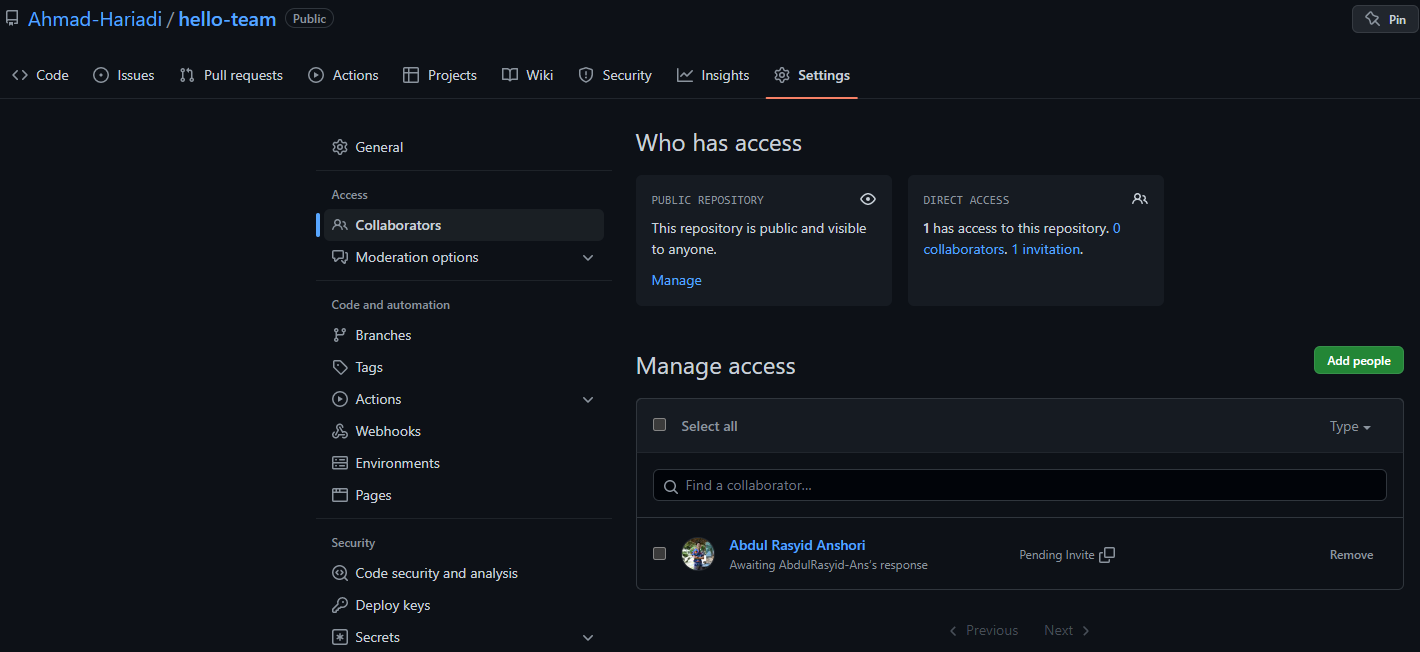 Ahmad-Hariadi / hello-team Public
Pin
Code Issues Pull requests Actions Projects Wiki Security Insights Settings
General
Access
Collaborators
Moderation options
Code and automation
Branches
Tags
Actions
Webhooks
Environments
Pages
Security
Code security and analysis
Deploy keys
Secrets
Who has access
PUBLIC REPOSITORY
This repository is public and visible
to anyone.
Manage
DIRECT ACCESS
1 has access to this repository. 0
collaborators. 1 invitation.
Manage access
Add people
Select all
Type
Find a collaborator...
Abdul Rasyid Anshori
Awaiting AbdulRasyid-Ans's response
Pending Invite
Remove
Previous Next